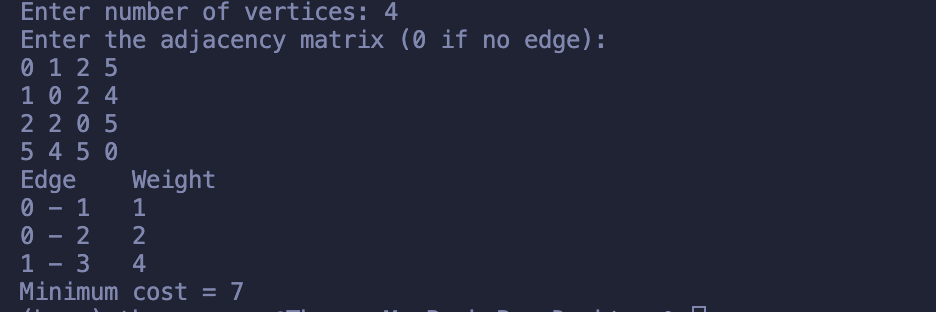 Enter number of vertices: 4
Enter the adjacency matrix (0 if no edge):
0 1 2 5
1 0 2 4
2 2 0 5
5 4 5 0
Edge    Weight
0 - 1   1
0 - 2   2
1 - 3   4
Minimum cost = 7